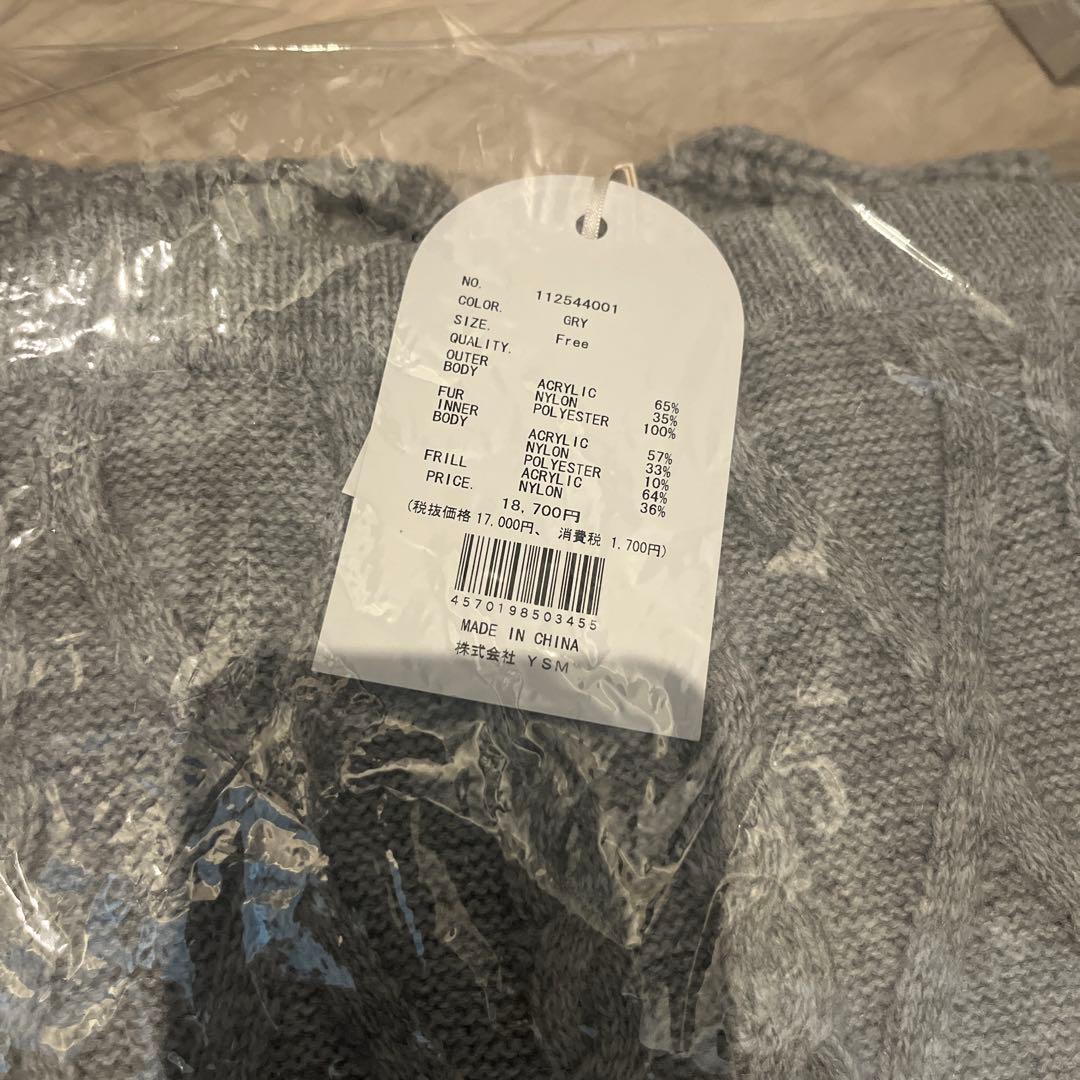 NO. 112544001
COLOR. GRY
SIZE. Free
QUALITY.
OUTER
BODY ACRYLIC 65%
NYLON 35%
FUR POLYESTER 100%
INNER
BODY ACRYLIC 57%
NYLON 33%
POLYESTER 10%
FRILL ACRYLIC 64%
NYLON 36%
PRICE. 18,700円
(税抜価格 17,000円、 消費税 1,700円)
4570198503455
MADE IN CHINA
株式会社 YSM